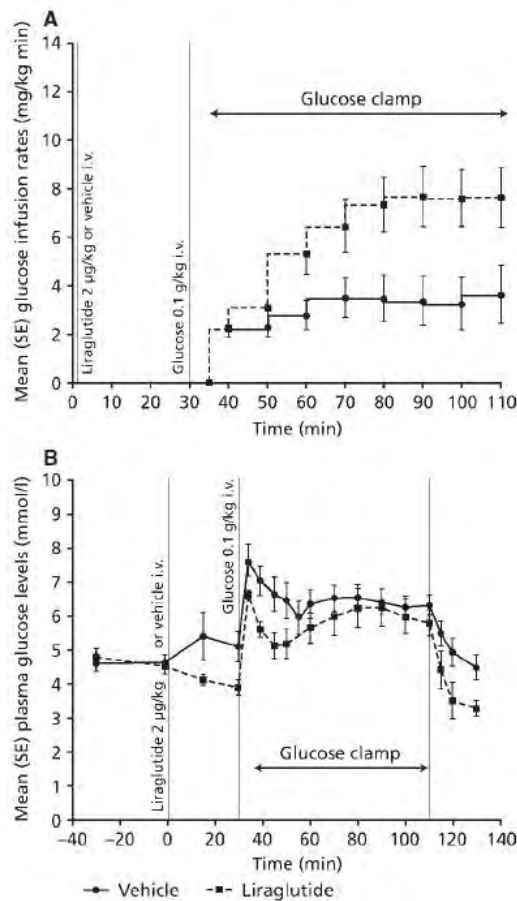 A
Mean (SE) glucose infusion rates (mg/kg min)
14
12
10
8
6
4
2
0
Liraglutide 2 µg/kg or vehicle i.v.
Glucose 0.1 g/kg i.v.
Glucose clamp
0 10 20 30 40 50 60 70 80 90 100 110
Time (min)
B
Mean (SE) plasma glucose levels (mmol/l)
10
9
8
7
6
5
4
3
2
1
0
Liraglutide 2 µg/kg or vehicle i.v.
Glucose 0.1 g/kg i.v.
Glucose clamp
−40 −20 0 20 40 60 80 100 120 140
Time (min)
Vehicle Liraglutide